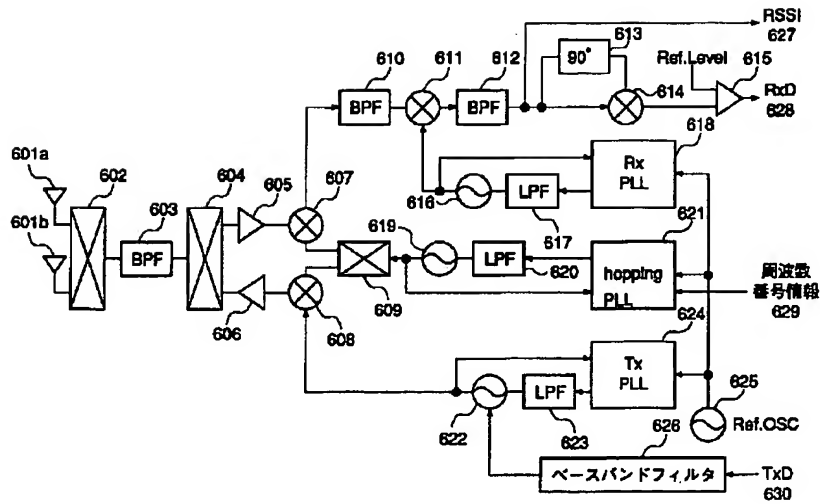 RSSI
627
613
610
611
612
90°
Ref.Level
615
BPF
BPF
614
RxD
628
618
601a
602
604
605
607
Rx
PLL
616
LPF
617
601b
603
BPF
619
621
LPF
620
hopping
PLL
周波数
番号情報
629
606
608
609
624
Tx
PLL
625
LPF
622
623
Ref.OSC
626
ベースバンドフィルタ
TxD
630